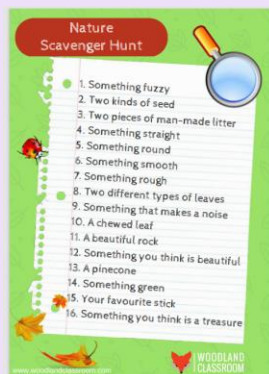 Nature
Scavenger Hunt
1. Something fuzzy
2. Two kinds of seed
3. Two pieces of man-made litter
4. Something straight
5. Something round
6. Something smooth
7. Something rough
8. Two different types of leaves
9. Something that makes a noise
10. A chewed leaf
11. A beautiful rock
12. Something you think is beautiful
13. A pinecone
14. Something green
15. Your favourite stick
16. Something you think is a treasure
www.woodlandclassroom.com
WOODLAND
CLASSROOM